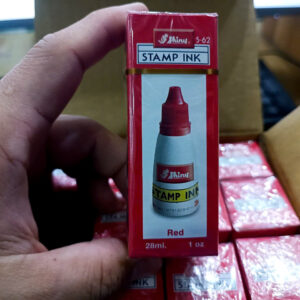 Shiny. S-62
STAMP INK
Shiny
STAMP INK
Red
28ml. 1 oz